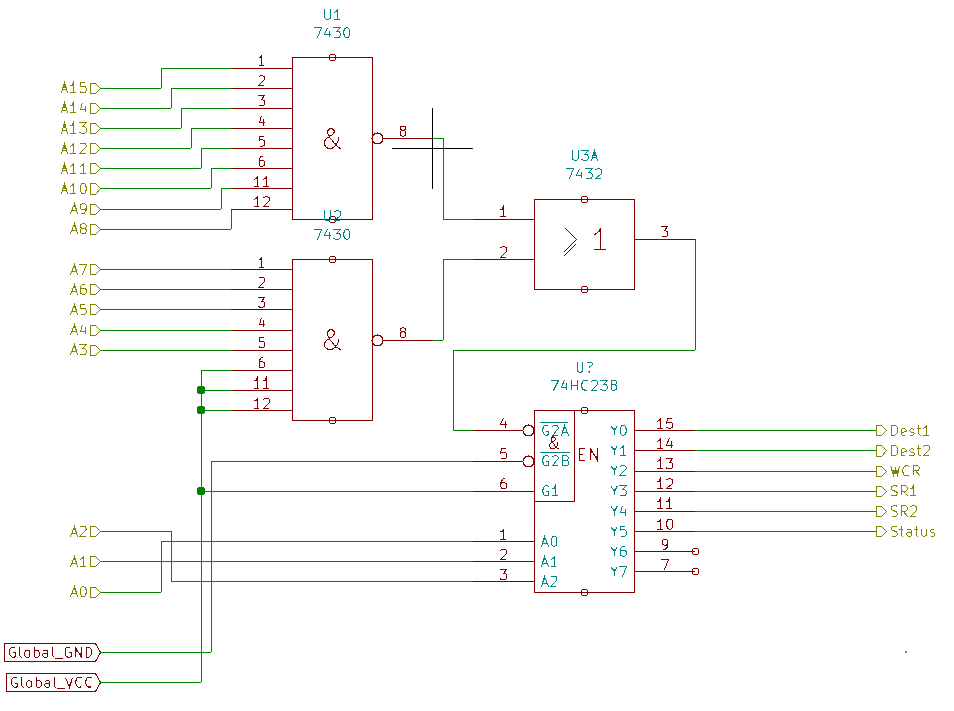 U1
7430
A15 1
A14 2
A13 3
A12 4
A11 5
A10 6
A9 11
A8 12
& 8
U2
7430
A7 1
A6 2
A5 3
A4 4
A3 5
6
11
12
& 8
U3A
7432
1
2
≥ 1
3
U?
74HC238
4 G2A
&
5 G2B
EN
6 G1
1 A0
2 A1
3 A2
Y0 15 Dest1
Y1 14 Dest2
Y2 13 WCR
Y3 12 SR1
Y4 11 SR2
Y5 10 Status
Y6 9
Y7 7
A2
A1
A0
Global_GND
Global_VCC